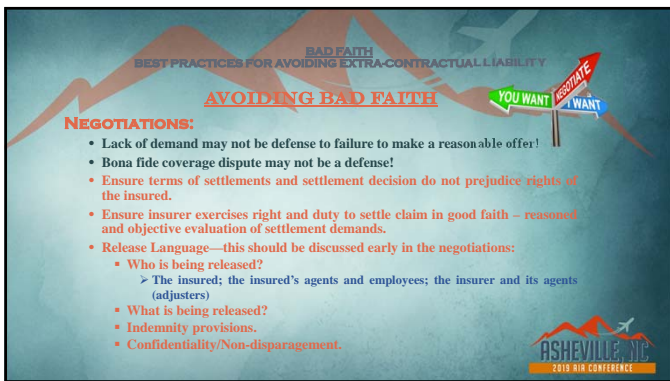 BAD FAITH
BEST PRACTICES FOR AVOIDING EXTRA-CONTRACTUAL LIABILITY
AVOIDING BAD FAITH
YOU WANT
NEGOTIATE
I WANT
NEGOTIATIONS:
• Lack of demand may not be defense to failure to make a reasonable offer!
• Bona fide coverage dispute may not be a defense!
• Ensure terms of settlements and settlement decision do not prejudice rights of
the insured.
• Ensure insurer exercises right and duty to settle claim in good faith – reasoned
and objective evaluation of settlement demands.
• Release Language—this should be discussed early in the negotiations:
▪ Who is being released?
➢ The insured; the insured's agents and employees; the insurer and its agents
(adjusters)
▪ What is being released?
▪ Indemnity provisions.
▪ Confidentiality/Non-disparagement.
ASHEVILLE, NC
2019 AIR CONFERENCE